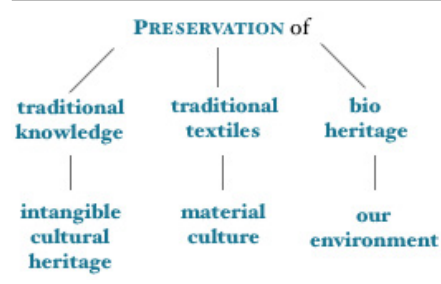 PRESERVATION of
traditional knowledge
traditional textiles
bio heritage
intangible cultural heritage
material culture
our environment